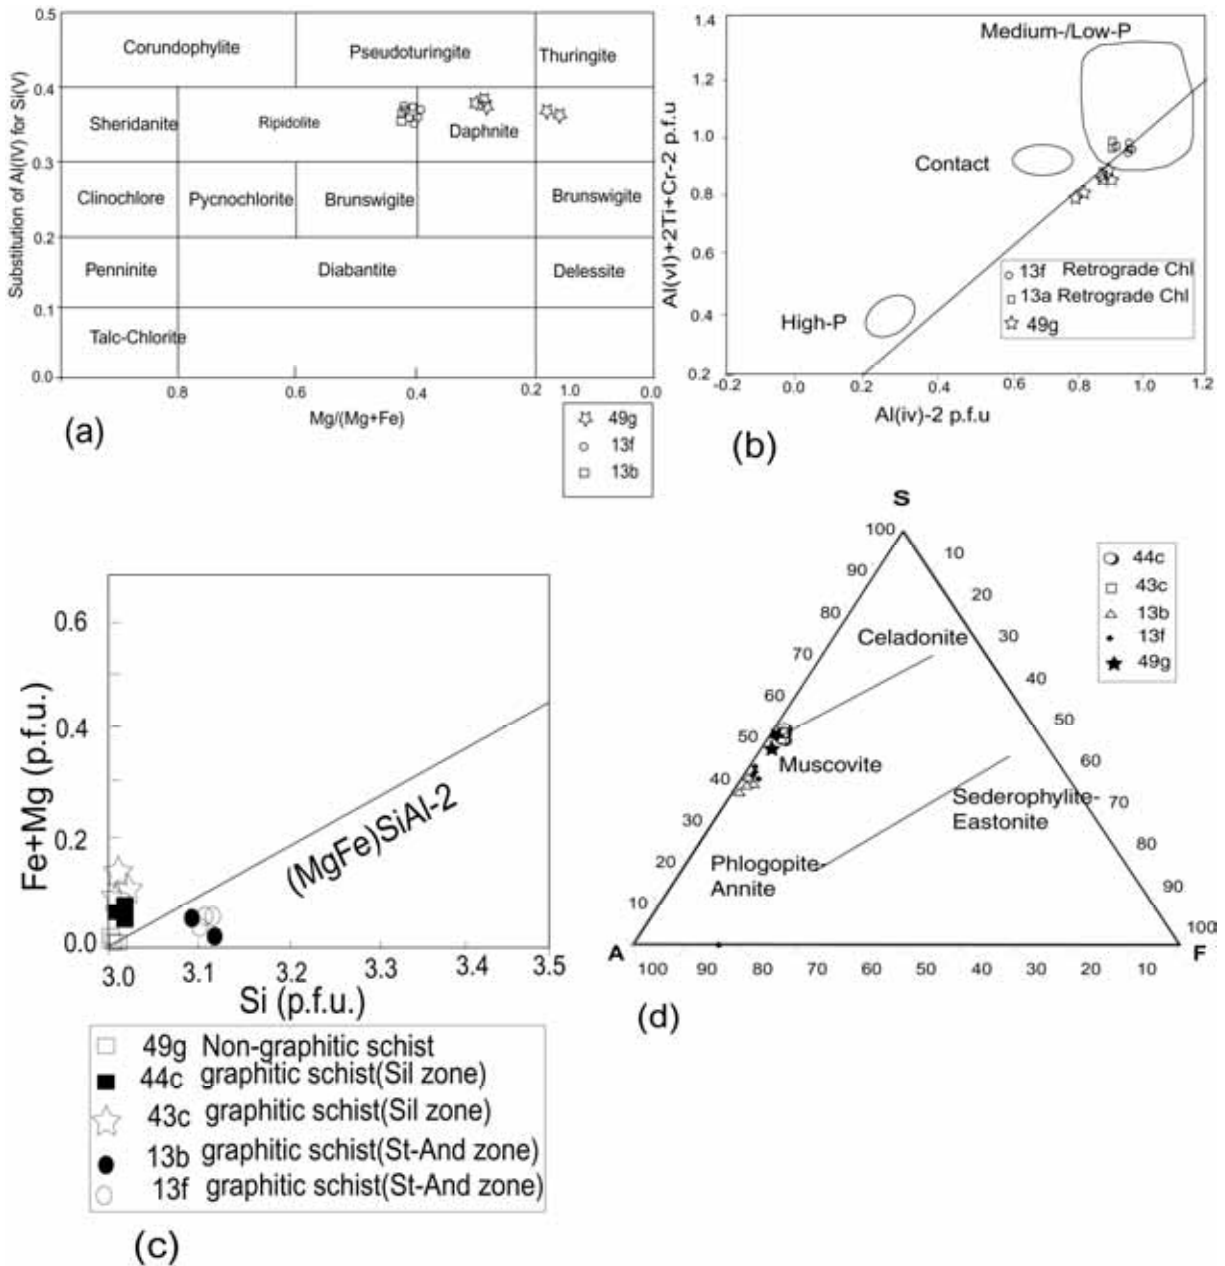 0.5
Corundophylite
Pseudoturingite
Thuringite
0.4
Sheridanite
Ripidolite
Daphnite
0.3
Clinochlore
Pycnochlorite
Brunswigite
Brunswigite
0.2
Penninite
Diabantite
Delessite
0.1
Talc-Chlorite
0.0
0.8
0.6
0.4
0.2
1.0
0.0
Substitution of Al(IV) for Si(V)
Mg/(Mg+Fe)
(a)
49g
13f
13b
1.4
Medium-/Low-P
1.2
1.0
Contact
0.8
0.6
13f Retrograde Chl
13a Retrograde Chl
49g
0.4
High-P
0.2
-0.2
0.0
0.2
0.4
0.6
0.8
1.0
1.2
Al(vl)+2Ti+Cr-2 p.f.u
Al(iv)-2 p.f.u
(b)
0.6
0.4
0.2
0.0
Fe+Mg (p.f.u.)
(MgFe)SiAl-2
3.0
3.1
3.2
3.3
3.4
3.5
Si (p.f.u.)
49g Non-graphitic schist
44c graphitic schist(Sil zone)
43c graphitic schist(Sil zone)
13b graphitic schist(St-And zone)
13f graphitic schist(St-And zone)
(c)
S
100
90
80
70
60
50
40
30
20
10
10
20
30
40
50
60
70
80
90
100
Celadonite
Muscovite
Sederophylite-
Eastonite
Phlogopite-
Annite
A
F
100
90
80
70
60
50
40
30
20
10
44c
43c
13b
13f
49g
(d)